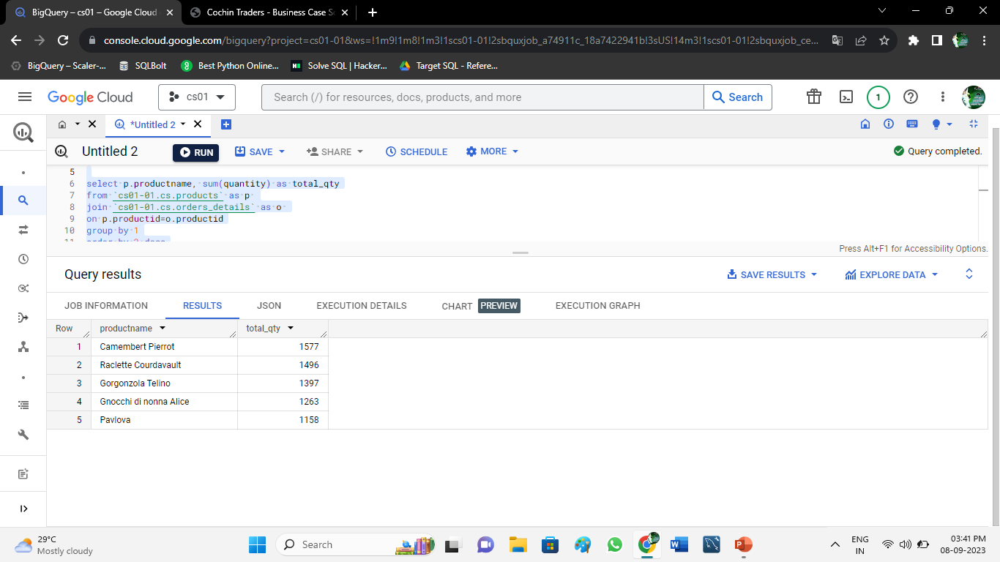 BigQuery – cs01 – Google Cloud
Cochin Traders - Business Case S
console.cloud.google.com/bigquery?project=cs01-01&ws=!1m9!1m8!1m3!1scs01-01!2sbquxjob_a74911c_18a7422941b!3sUS!14m3!1scs01-01!2sbquxjob_ce...
BigQuery – Scaler-...
SQLBolt
Best Python Online...
Solve SQL | Hacker...
Target SQL - Refere...
Google Cloud
cs01
Search (/) for resources, docs, products, and more
Search
1
*Untitled 2
Untitled 2
RUN
SAVE
SHARE
SCHEDULE
MORE
Query completed.
5
6 select p.productname, sum(quantity) as total_qty
7 from `cs01-01.cs.products` as p
8 join `cs01-01.cs.orders_details` as o
9 on p.productid=o.productid
10 group by 1
Press Alt+F1 for Accessibility Options.
Query results
SAVE RESULTS
EXPLORE DATA
JOB INFORMATION RESULTS JSON EXECUTION DETAILS CHART PREVIEW EXECUTION GRAPH
Row productname total_qty
1 Camembert Pierrot 1577
2 Raclette Courdavault 1496
3 Gorgonzola Telino 1397
4 Gnocchi di nonna Alice 1263
5 Pavlova 1158
29°C
Mostly cloudy
Search
ENG
IN
03:41 PM
08-09-2023